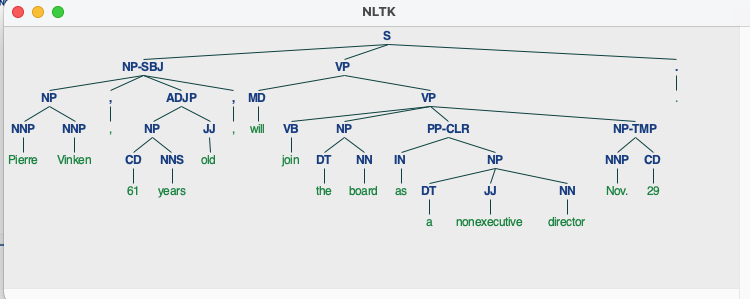 NLTK
S
NP-SBJ VP .
NP , ADJP , MD VP .
NNP NNP , NP JJ , will VB NP PP-CLR NP-TMP
Pierre Vinken CD NNS old join DT NN IN NP NNP CD
61 years the board as DT JJ NN Nov. 29
a nonexecutive director